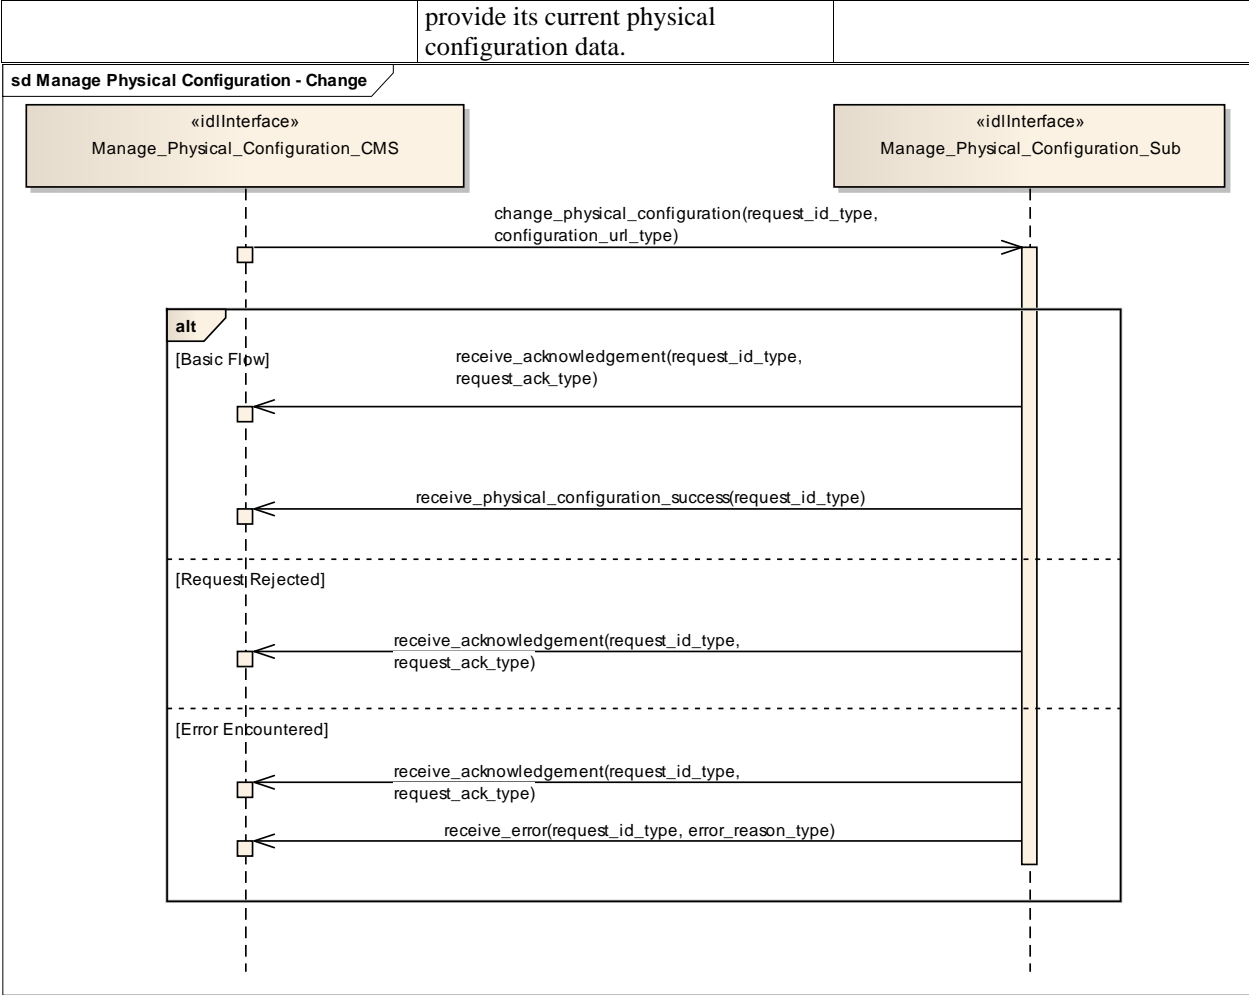 provide its current physical
configuration data.
sd Manage Physical Configuration - Change
«idlInterface»
Manage_Physical_Configuration_CMS
«idlInterface»
Manage_Physical_Configuration_Sub
change_physical_configuration(request_id_type,
configuration_url_type)
alt
[Basic Flow]
receive_acknowledgement(request_id_type,
request_ack_type)
receive_physical_configuration_success(request_id_type)
[Request Rejected]
receive_acknowledgement(request_id_type,
request_ack_type)
[Error Encountered]
receive_acknowledgement(request_id_type,
request_ack_type)
receive_error(request_id_type, error_reason_type)